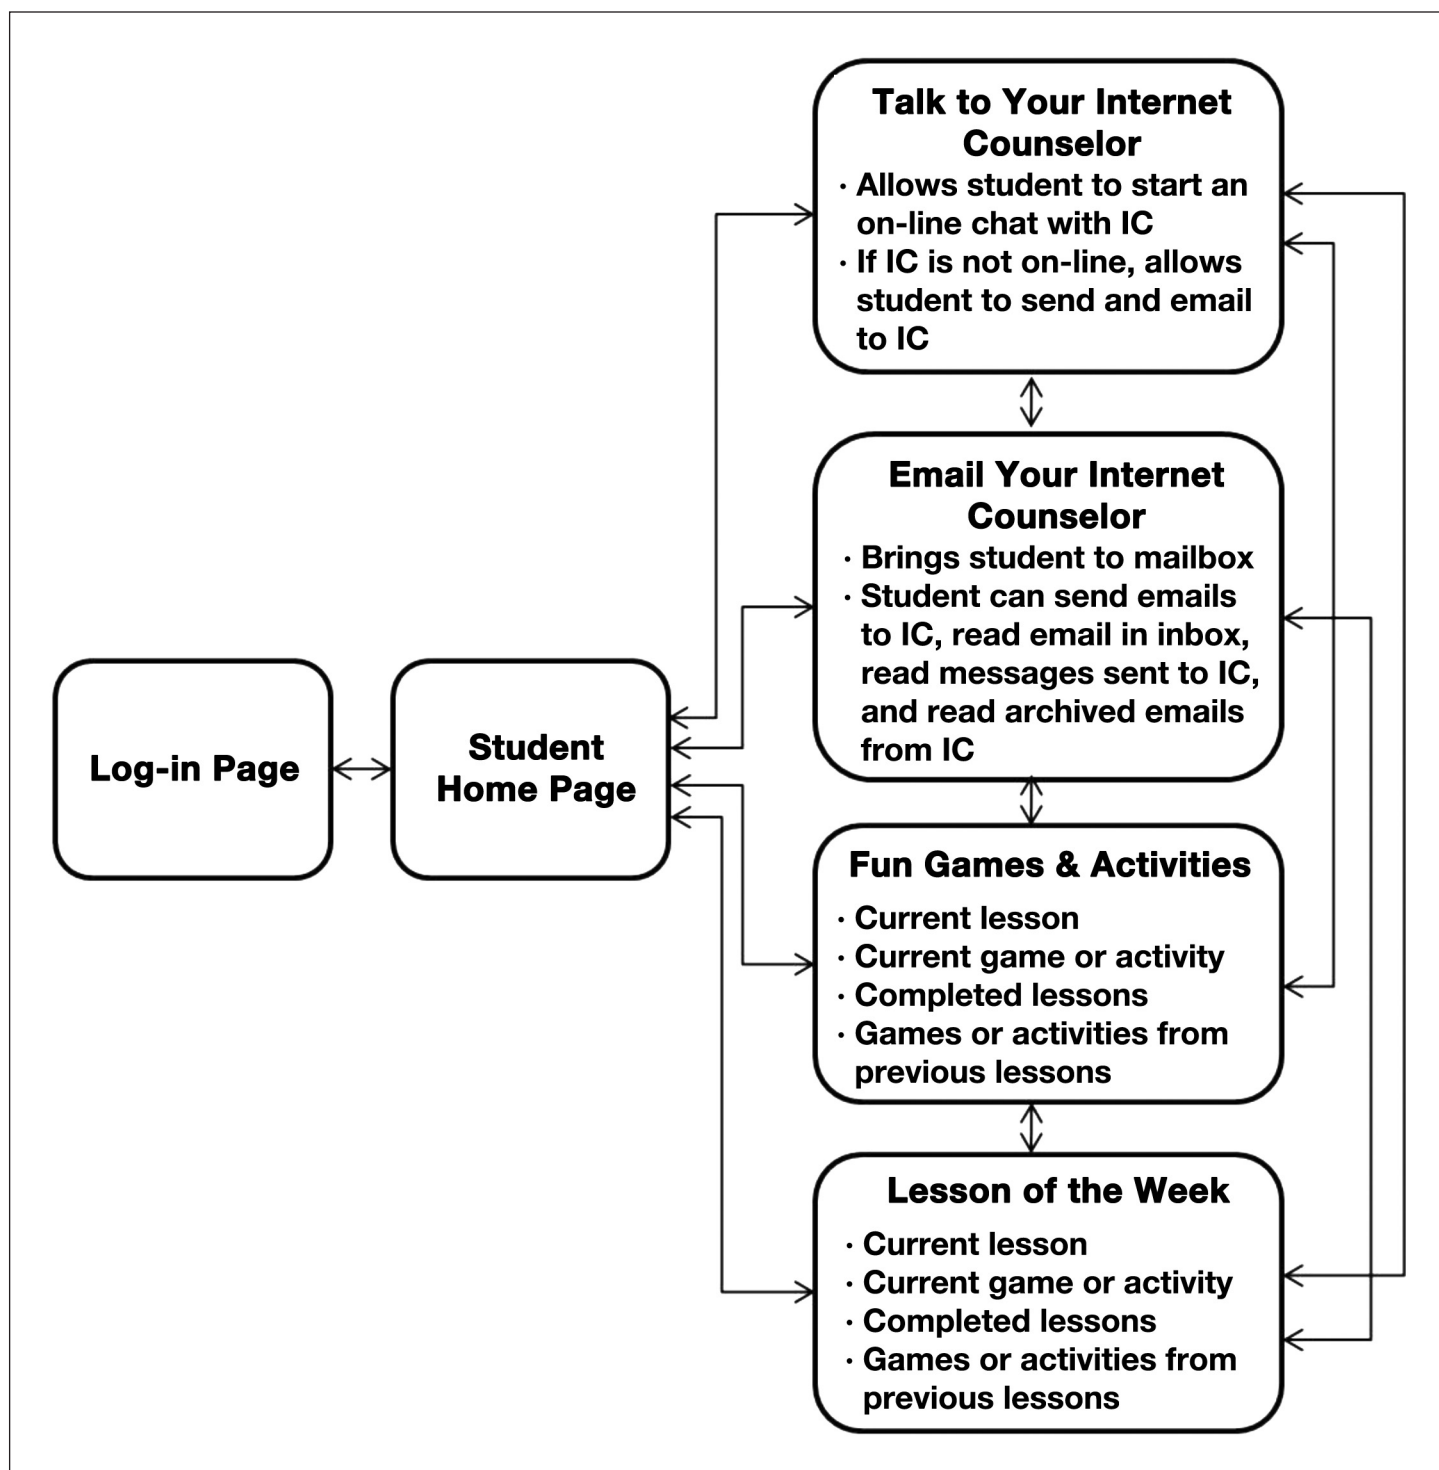 Talk to Your Internet
Counselor
· Allows student to start an
on-line chat with IC
· If IC is not on-line, allows
student to send and email
to IC
Email Your Internet
Counselor
· Brings student to mailbox
· Student can send emails
to IC, read email in inbox,
read messages sent to IC,
and read archived emails
from IC
Log-in Page
Student
Home Page
Fun Games & Activities
· Current lesson
· Current game or activity
· Completed lessons
· Games or activities from
previous lessons
Lesson of the Week
· Current lesson
· Current game or activity
· Completed lessons
· Games or activities from
previous lessons